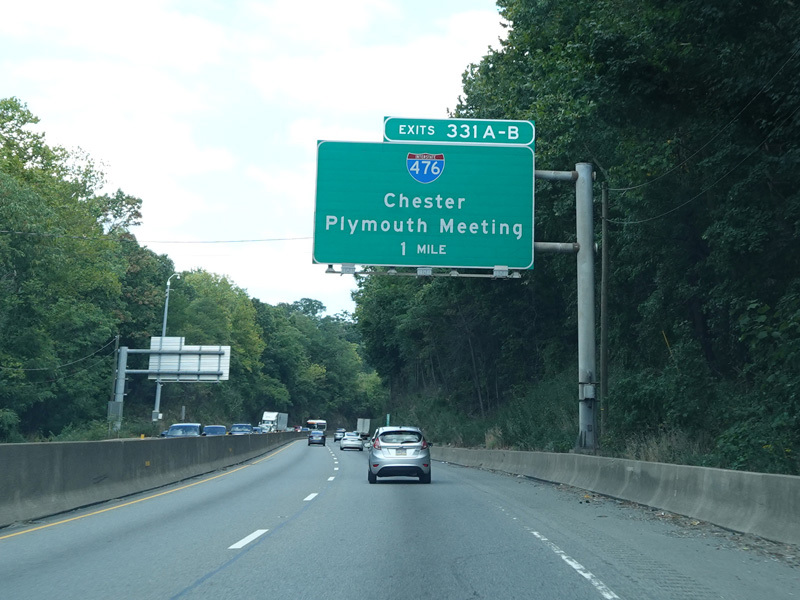 EXITS 331A-B
INTERSTATE
476
Chester
Plymouth Meeting
1 MILE